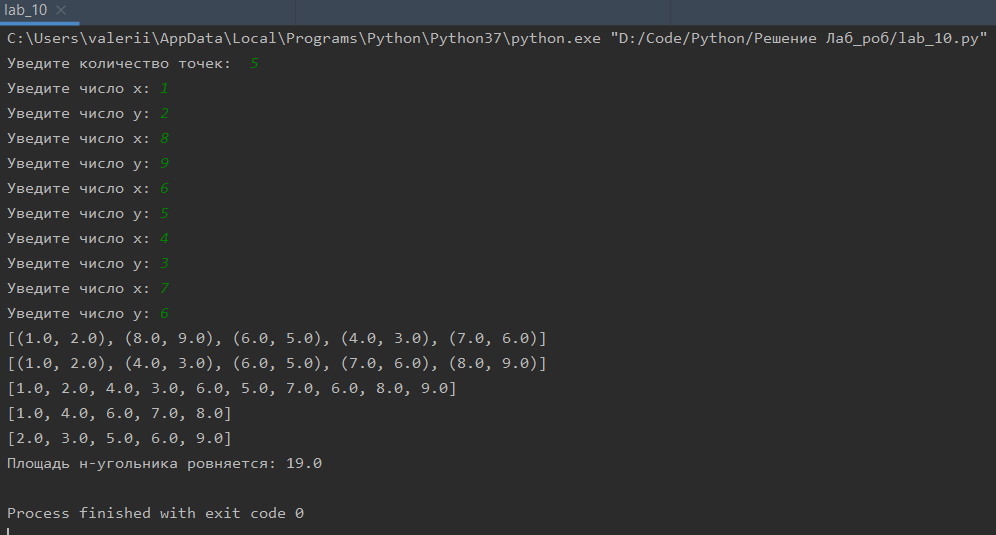 lab_10
C:\Users\valerii\AppData\Local\Programs\Python\Python37\python.exe "D:/Code/Python/Решение Лаб_роб/lab_10.py"
Уведите количество точек:  5
Уведите число x: 1
Уведите число y: 2
Уведите число x: 8
Уведите число y: 9
Уведите число x: 6
Уведите число y: 5
Уведите число x: 4
Уведите число y: 3
Уведите число x: 7
Уведите число y: 6
[(1.0, 2.0), (8.0, 9.0), (6.0, 5.0), (4.0, 3.0), (7.0, 6.0)]
[(1.0, 2.0), (4.0, 3.0), (6.0, 5.0), (7.0, 6.0), (8.0, 9.0)]
[1.0, 2.0, 4.0, 3.0, 6.0, 5.0, 7.0, 6.0, 8.0, 9.0]
[1.0, 4.0, 6.0, 7.0, 8.0]
[2.0, 3.0, 5.0, 6.0, 9.0]
Площадь н-угольника ровняется: 19.0
Process finished with exit code 0